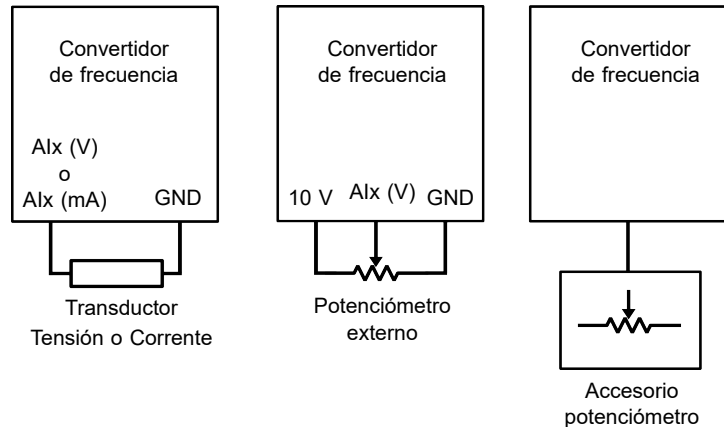 Convertidor
de frecuencia
AIx (V)
o
AIx (mA)
GND
Transductor
Tensión o Corrente
Convertidor
de frecuencia
10 V
AIx (V)
GND
Potenciómetro
externo
Convertidor
de frecuencia
Accesorio
potenciómetro